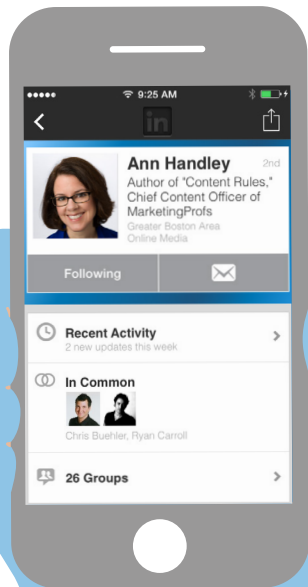 9:25 AM
in
Ann Handley 2nd
Author of "Content Rules,"
Chief Content Officer of
MarketingProfs
Greater Boston Area
Online Media
Following
Recent Activity
2 new updates this week
In Common
Chris Buehler, Ryan Carroll
26 Groups